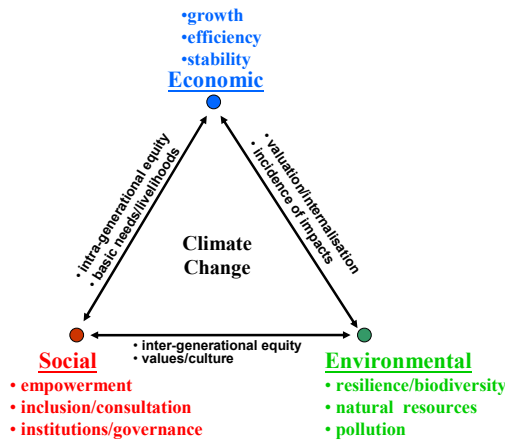 •growth
•efficiency
•stability
Economic
• intra-generational equity
• basic needs/livelihoods
• valuation/internalisation
• incidence of impacts
Climate
Change
• inter-generational equity
• values/culture
Social
• empowerment
• inclusion/consultation
• institutions/governance
Environmental
• resilience/biodiversity
• natural resources
• pollution